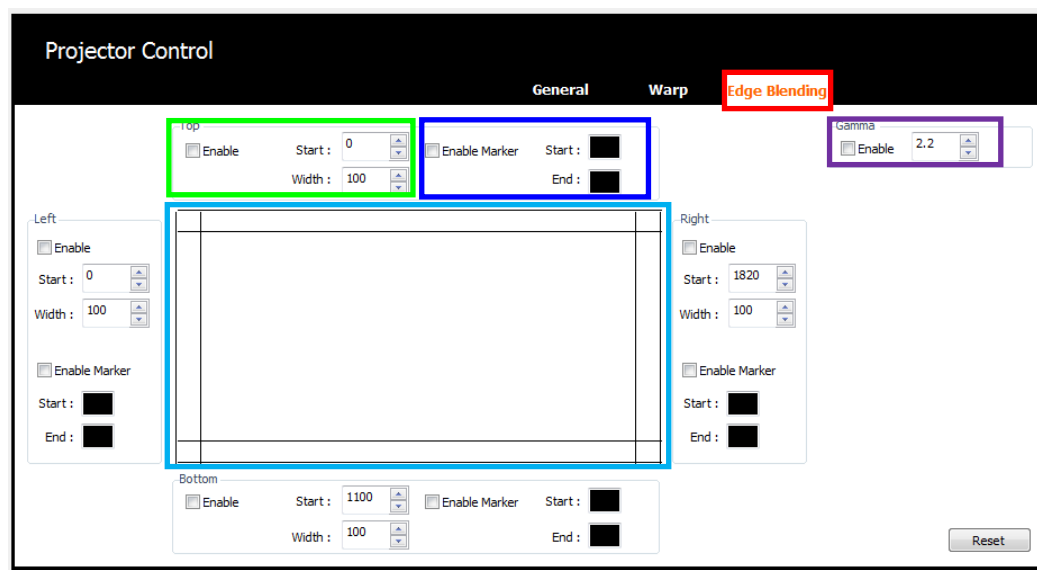 Projector Control
General Warp Edge Blending
Top
Enable Start : 0 Enable Marker Start :
Width : 100 End :
Gamma
Enable 2.2
Left
Enable
Start : 0
Width : 100
Enable Marker
Start :
End :
Right
Enable
Start : 1820
Width : 100
Enable Marker
Start :
End :
Bottom
Enable Start : 1100 Enable Marker Start :
Width : 100 End :
Reset